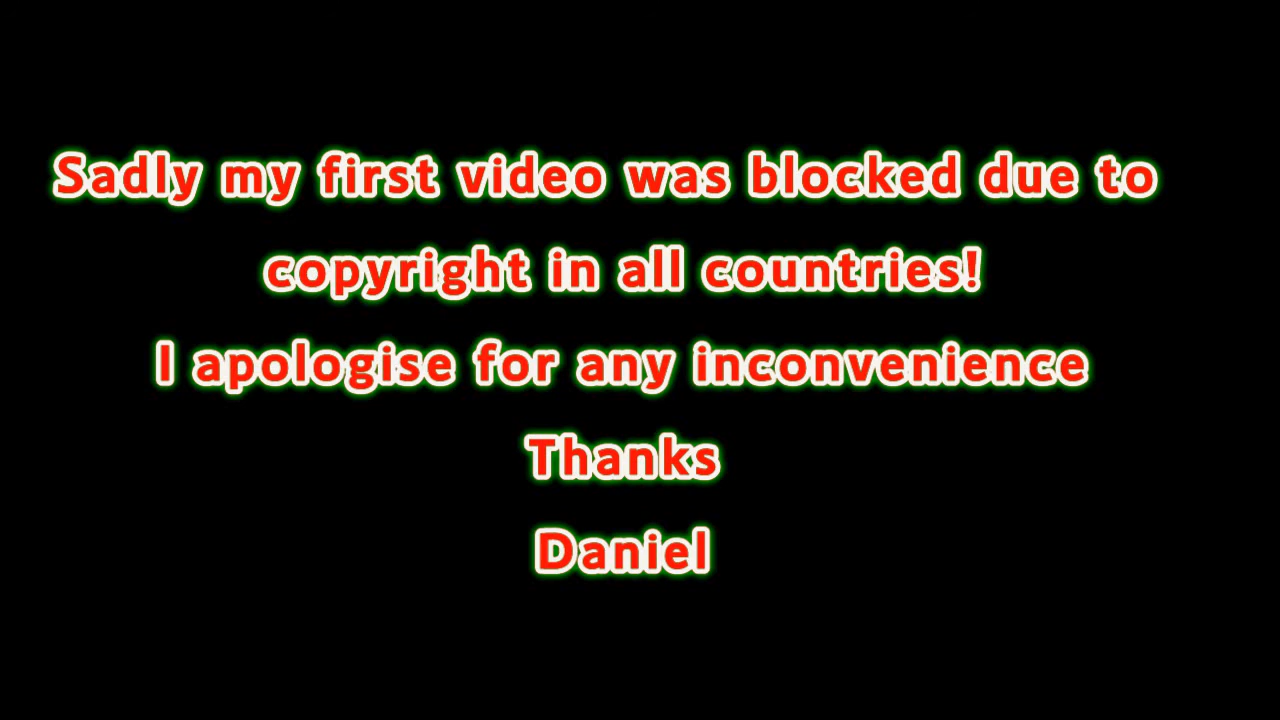 Sadly my first video was blocked due to
copyright in all countries!
I apologise for any inconvenience
Thanks
Daniel